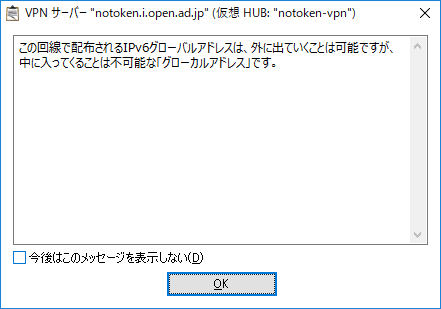 VPN サーバー "notoken.i.open.ad.jp" (仮想 HUB: "notoken-vpn")
この回線で配布されるIPv6グローバルアドレスは、外に出ていくことは可能ですが、
中に入ってくることは不可能な「グローカルアドレス」です。
今後はこのメッセージを表示しない(D)
OK